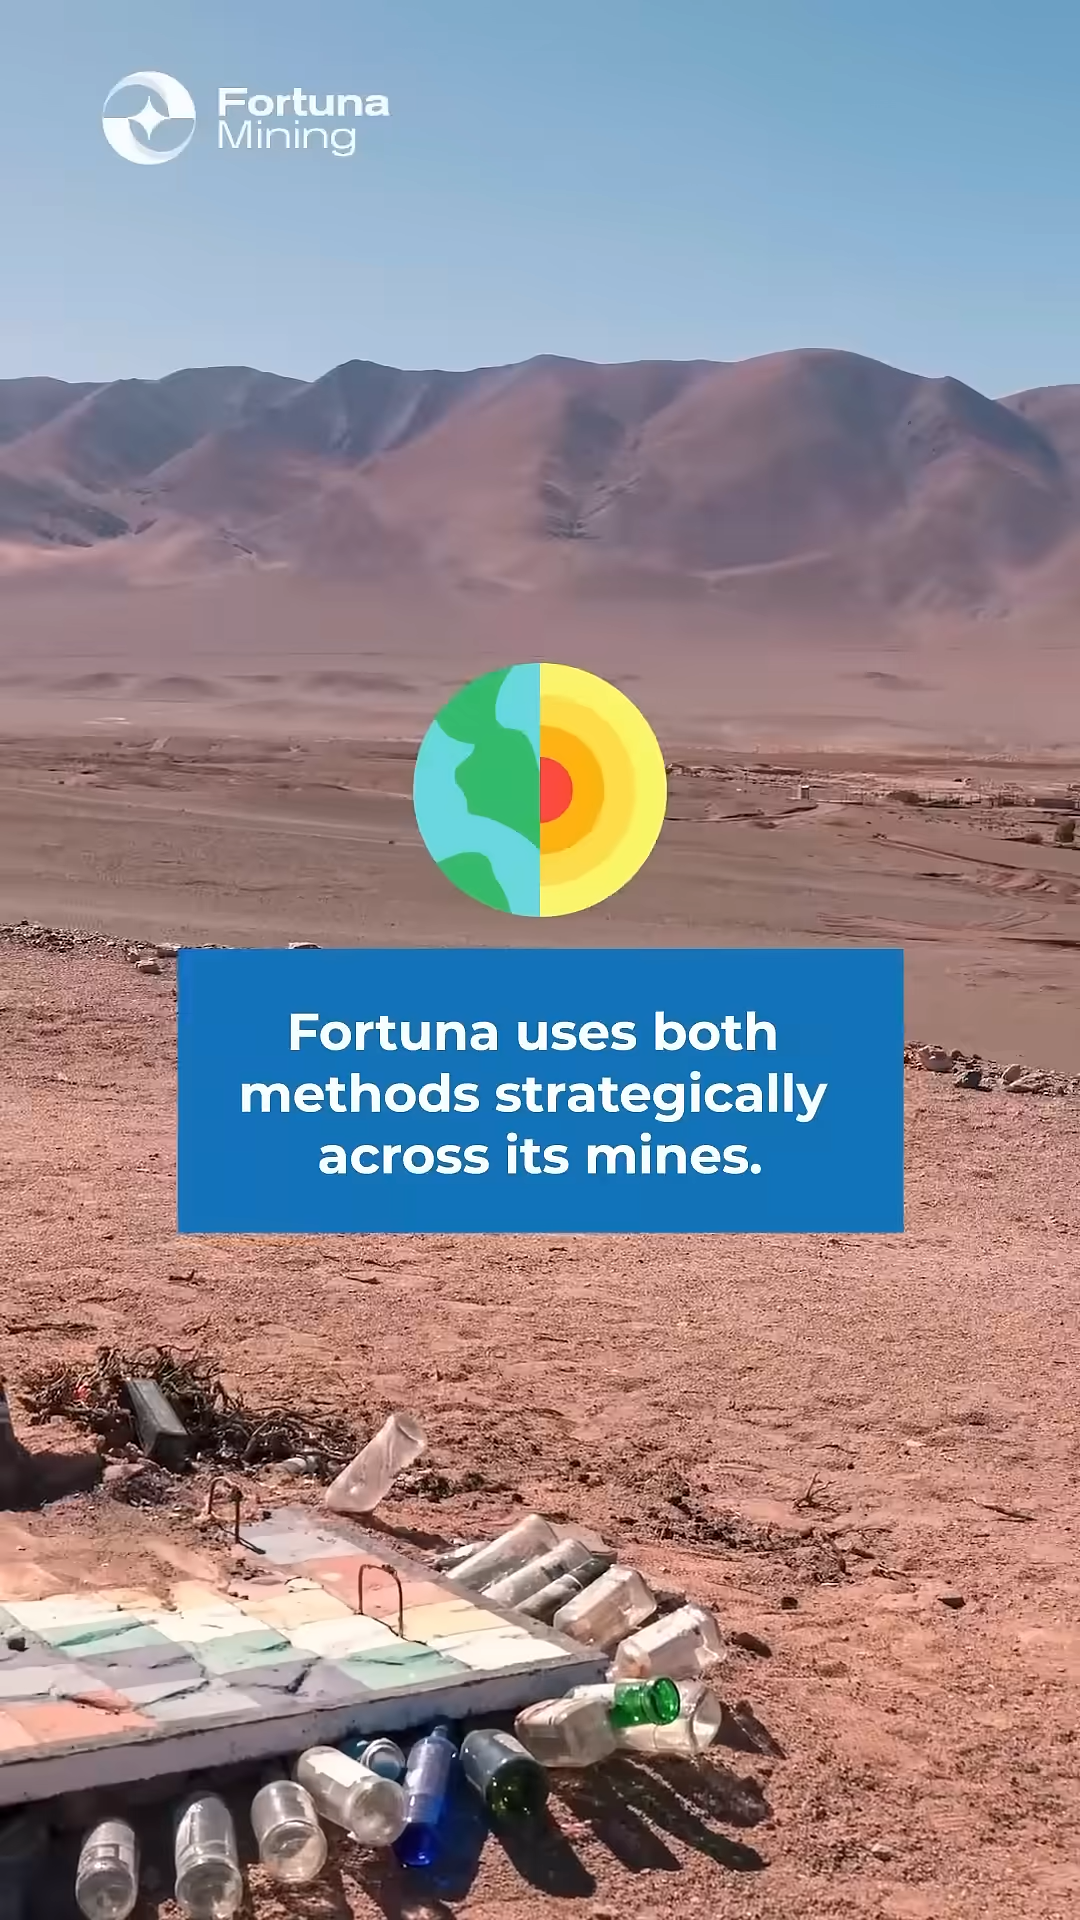 Fortuna
Mining
Fortuna uses both
methods strategically
across its mines.